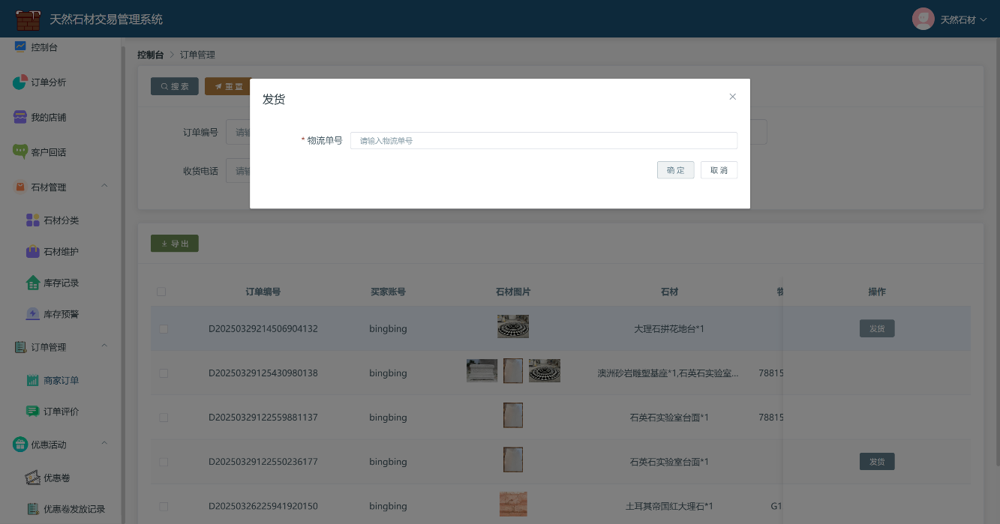 天然石材交易管理系统
天然石材
控制台
订单分析
我的店铺
客户回话
石材管理
石材分类
石材维护
库存记录
库存预警
订单管理
商家订单
订单评价
优惠活动
优惠卷
优惠卷发放记录
控制台 > 订单管理
搜 索 重 置
订单编号 请输
收货电话 请输
发货
* 物流单号 请输入物流单号
确 定 取 消
导 出
订单编号 买家账号 石材图片 石材 物 操作
D20250329214506904132 bingbing 大理石拼花地台*1 发货
D20250329125430980138 bingbing 澳洲砂岩雕塑基座*1,石英石实验室... 78815
D20250329122559881137 bingbing 石英石实验室台面*1 78815
D20250329122550236177 bingbing 石英石实验室台面*1 发货
D20250326225941920150 bingbing 土耳其帝国红大理石*1 G1